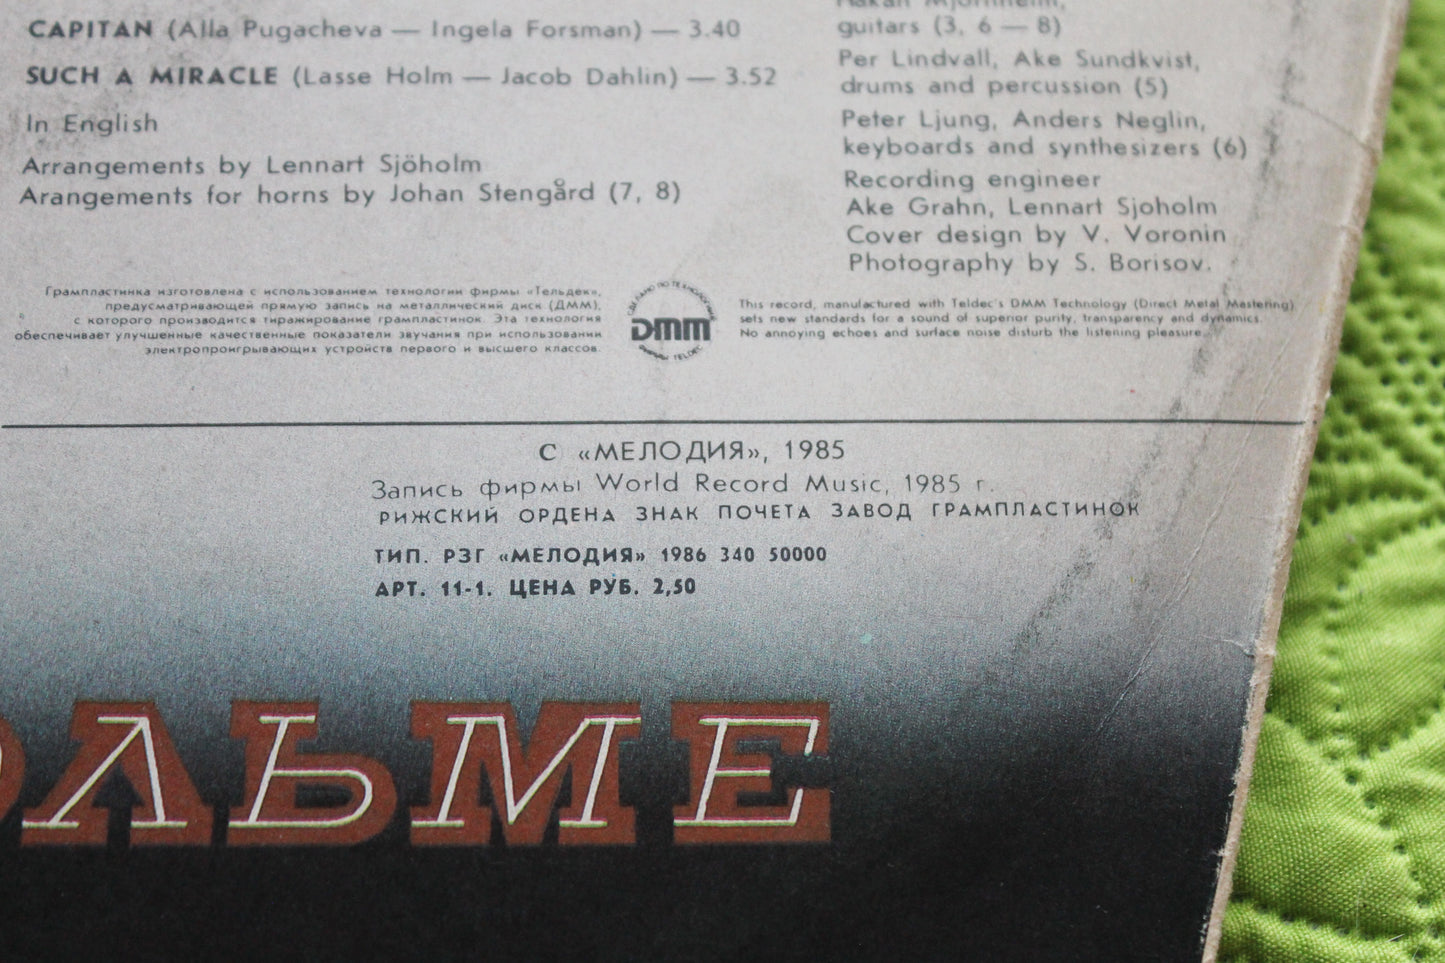 CAPITAN (Alla Pugacheva — Ingela Forsman) — 3.40
SUCH A MIRACLE (Lasse Holm — Jacob Dahlin) — 3.52
In English
Arrangements by Lennart Sjöholm
Arangements for horns by Johan Stengård (7, 8)
guitars (3, 6 — 8)
Per Lindvall, Ake Sundkvist,
drums and percussion (5)
Peter Ljung, Anders Neglin,
keyboards and synthesizers (6)
Recording engineer
Ake Grahn, Lennart Sjoholm
Cover design by V. Voronin
Photography by S. Borisov.
Грампластинка изготовлена с использованием технологии фирмы «Тельдек»,
предусматривающей прямую запись на металлический диск (ДММ),
с которого производится тиражирование грампластинок. Эта технология
обеспечивает улучшенные качественные показатели звучания при использовании
электропроигрывающих устройств первого и высшего классов.
СДЕЛАНО ПО ТЕХНОЛОГИИ
DMM
ФИРМЫ TELDEC
This record, manufactured with Teldec's DMM Technology (Direct Metal Mastering)
sets new standards for a sound of superior purity, transparency and dynamics.
No annoying echoes and surface noise disturb the listening pleasure.
С «МЕЛОДИЯ», 1985
Запись фирмы World Record Music, 1985 г.
РИЖСКИЙ ОРДЕНА ЗНАК ПОЧЕТА ЗАВОД ГРАМПЛАСТИНОК
ТИП. РЗГ «МЕЛОДИЯ» 1986 340 50000
АРТ. 11-1. ЦЕНА РУБ. 2,50
ОЛЬМЕ